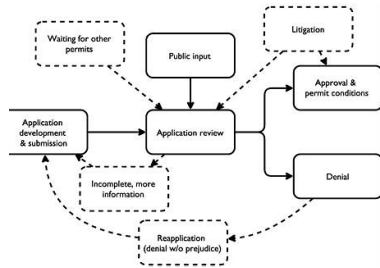 Waiting for other
permits
Public input
Litigation
Application
development
& submission
Application review
Approval &
permit conditions
Incomplete, more
information
Denial
Reapplication
(denial w/o prejudice)